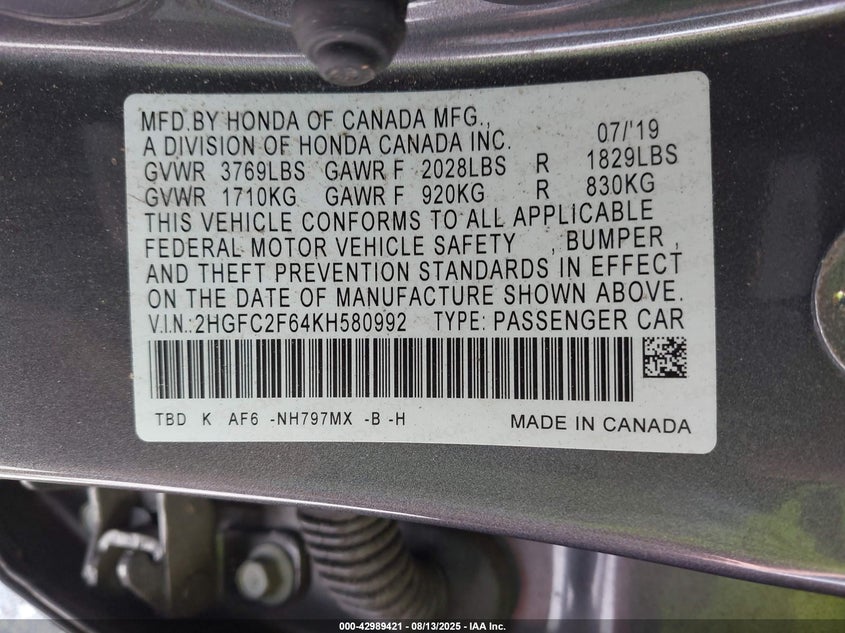 MFD.BY HONDA OF CANADA MFG.,
A DIVISION OF HONDA CANADA INC. 07/'19
GVWR 3769LBS GAWR F 2028LBS R 1829LBS
GVWR 1710KG GAWR F 920KG R 830KG
THIS VEHICLE CONFORMS TO ALL APPLICABLE
FEDERAL MOTOR VEHICLE SAFETY , BUMPER ,
AND THEFT PREVENTION STANDARDS IN EFFECT
ON THE DATE OF MANUFACTURE SHOWN ABOVE.
V.I.N.:2HGFC2F64KH580992 TYPE: PASSENGER CAR
TBD K AF6 -NH797MX -B -H MADE IN CANADA
000-42989421 - 08/13/2025 - IAA Inc.